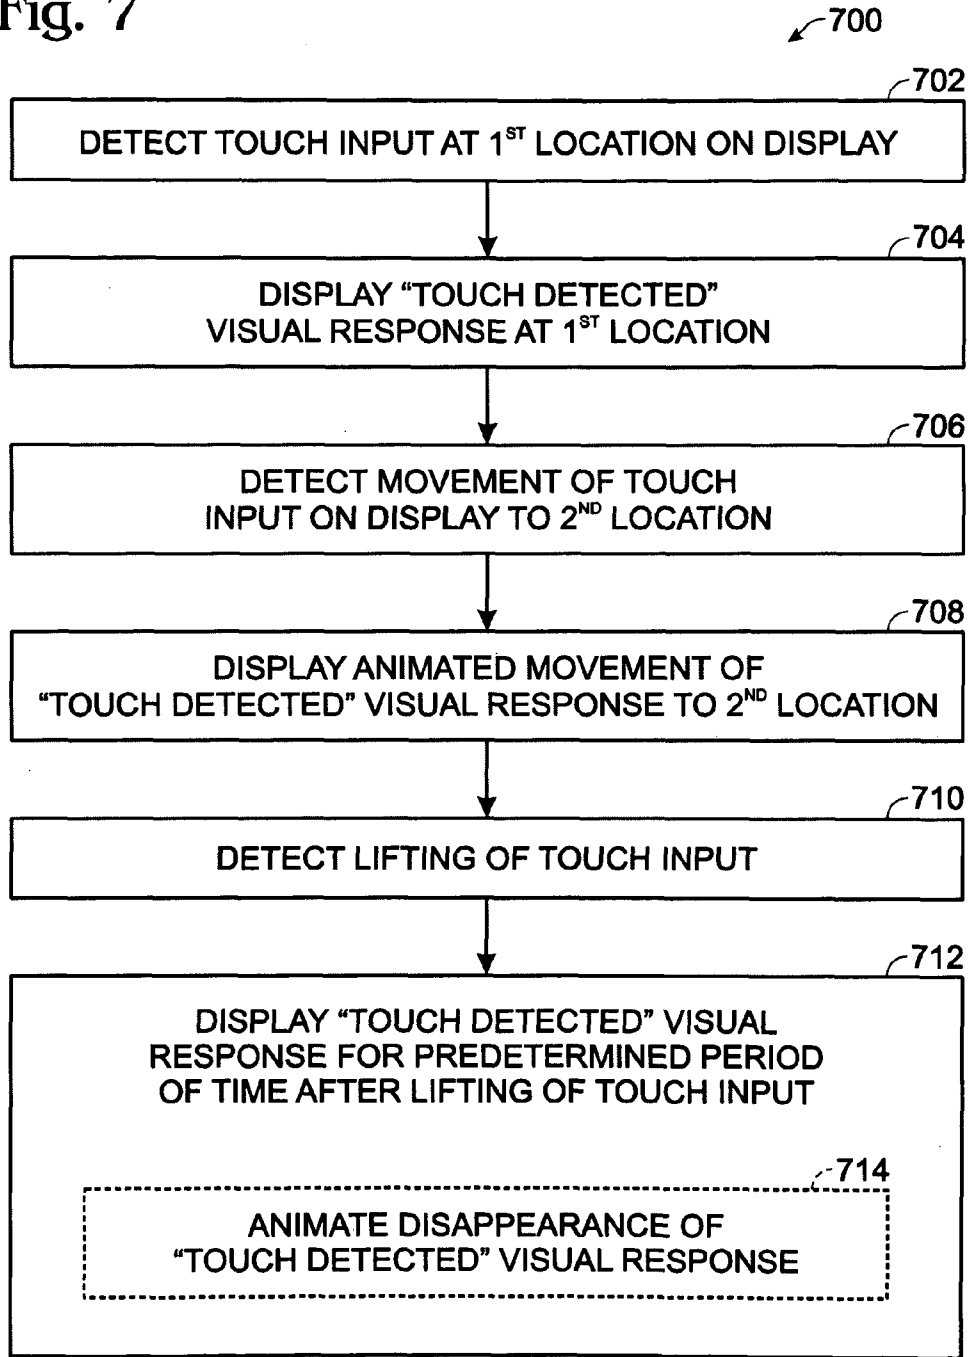 Fig. 7
700
702
DETECT TOUCH INPUT AT 1ST LOCATION ON DISPLAY
704
DISPLAY “TOUCH DETECTED”
VISUAL RESPONSE AT 1ST LOCATION
706
DETECT MOVEMENT OF TOUCH
INPUT ON DISPLAY TO 2ND LOCATION
708
DISPLAY ANIMATED MOVEMENT OF
“TOUCH DETECTED” VISUAL RESPONSE TO 2ND LOCATION
710
DETECT LIFTING OF TOUCH INPUT
712
DISPLAY “TOUCH DETECTED” VISUAL
RESPONSE FOR PREDETERMINED PERIOD
OF TIME AFTER LIFTING OF TOUCH INPUT
714
ANIMATE DISAPPEARANCE OF
“TOUCH DETECTED” VISUAL RESPONSE